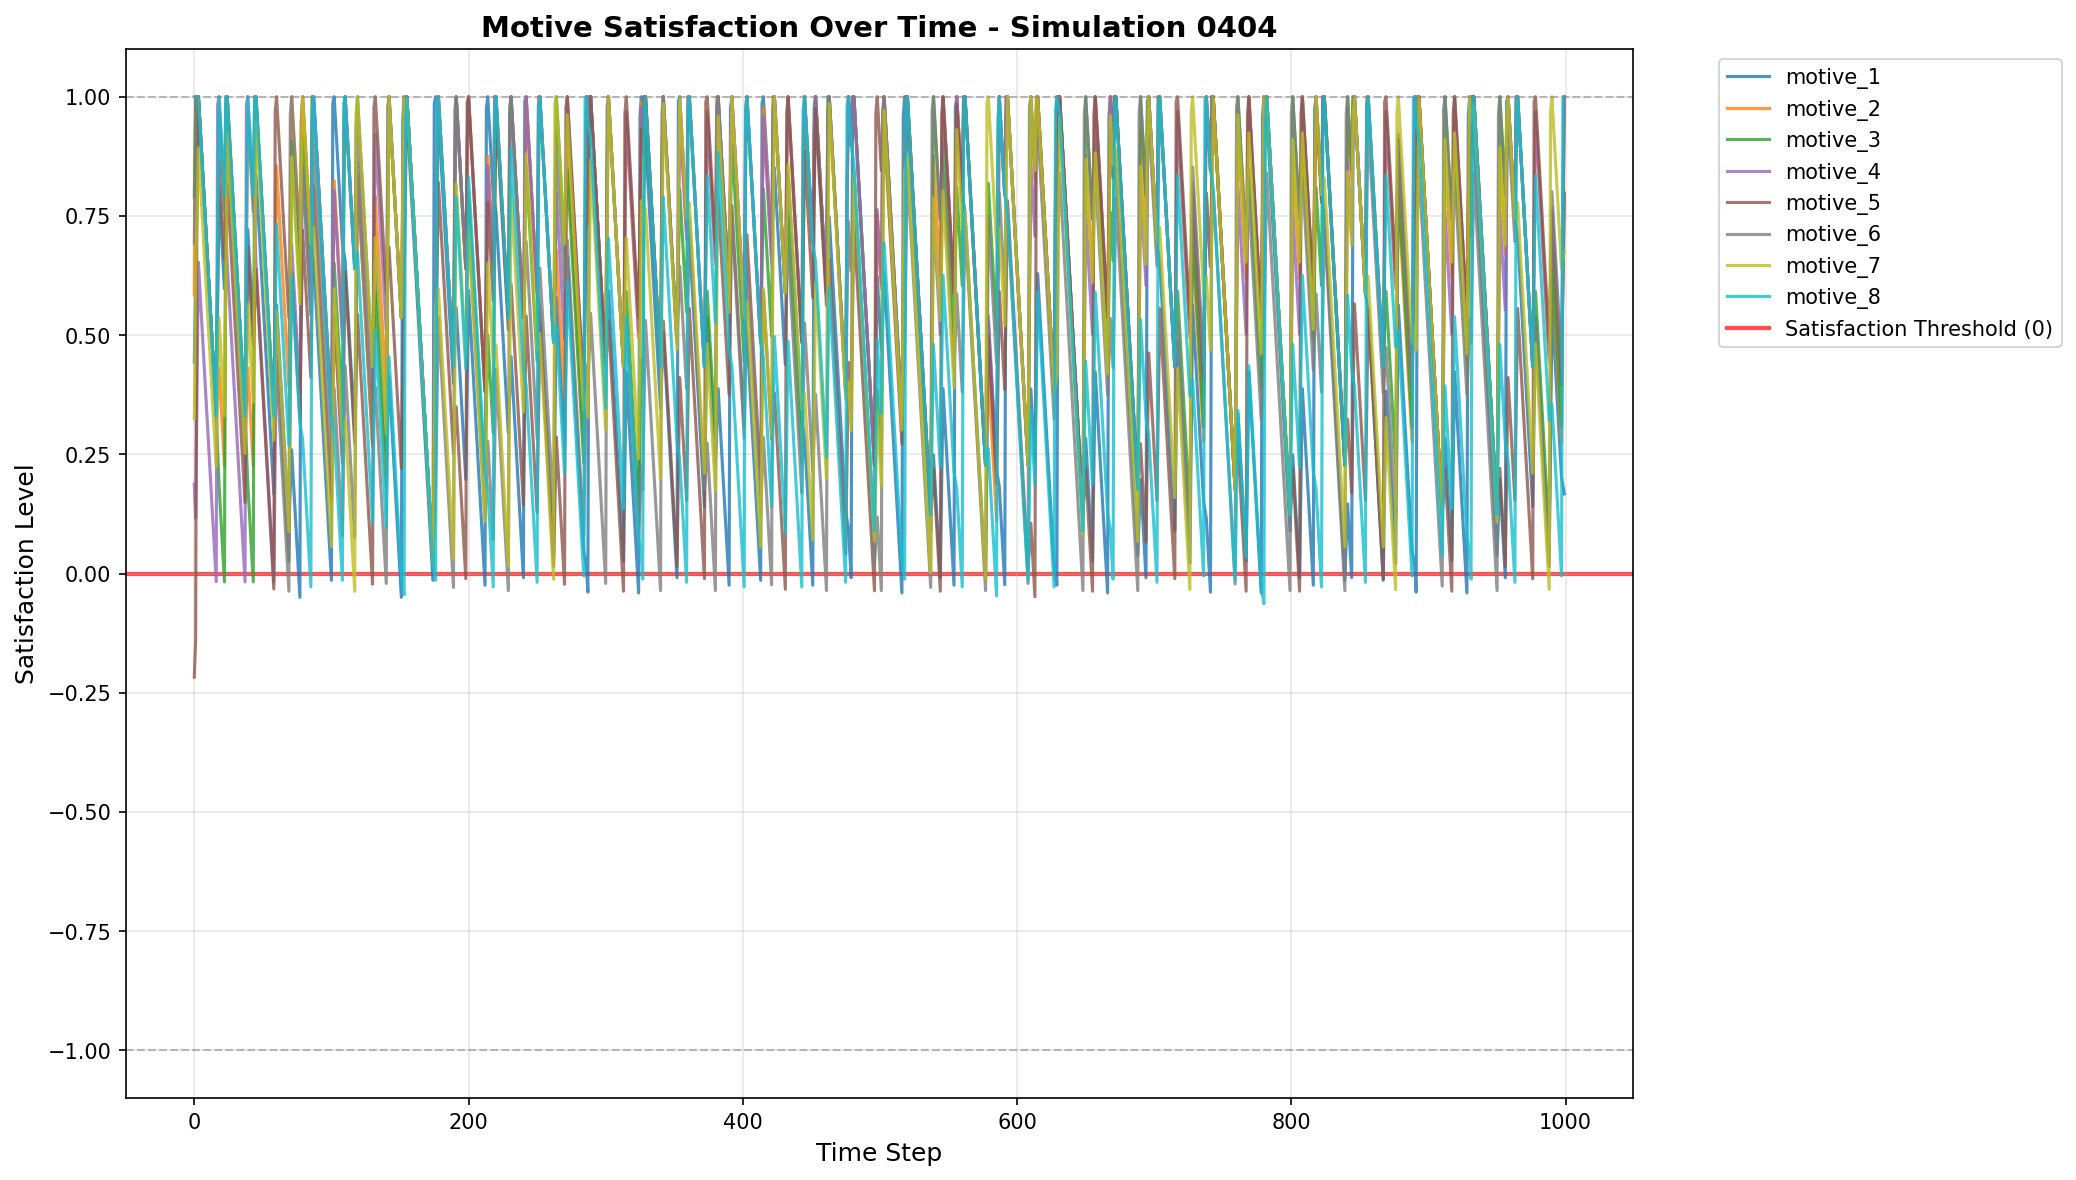 Motive Satisfaction Over Time - Simulation 0404
Satisfaction Level
1.00
0.75
0.50
0.25
0.00
−0.25
−0.50
−0.75
−1.00
0
200
400
600
800
1000
Time Step
motive_1
motive_2
motive_3
motive_4
motive_5
motive_6
motive_7
motive_8
Satisfaction Threshold (0)